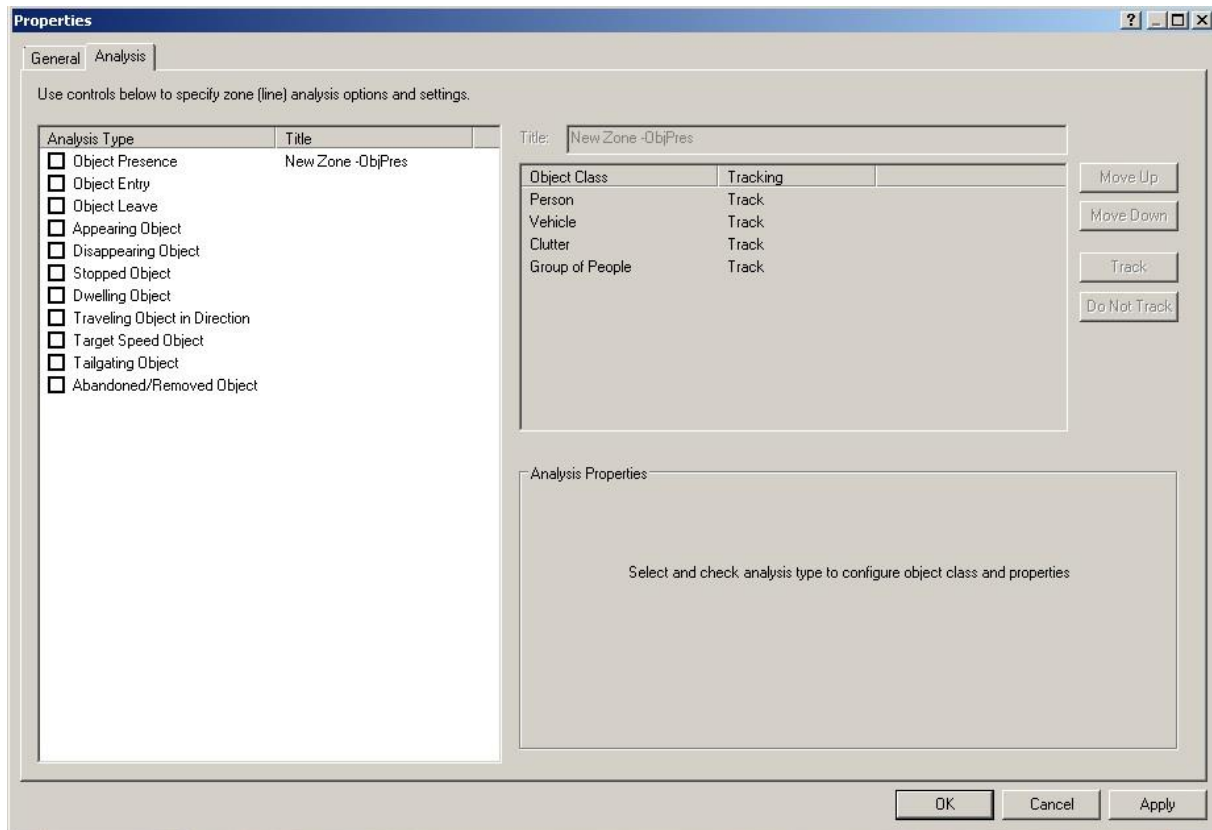 Properties
General Analysis
Use controls below to specify zone (line) analysis options and settings.
Analysis Type Title
Object Presence New Zone -ObjPres
Object Entry
Object Leave
Appearing Object
Disappearing Object
Stopped Object
Dwelling Object
Traveling Object in Direction
Target Speed Object
Tailgating Object
Abandoned/Removed Object
Title: New Zone -ObjPres
Object Class Tracking
Person Track
Vehicle Track
Clutter Track
Group of People Track
Move Up
Move Down
Track
Do Not Track
Analysis Properties
Select and check analysis type to configure object class and properties
OK Cancel Apply